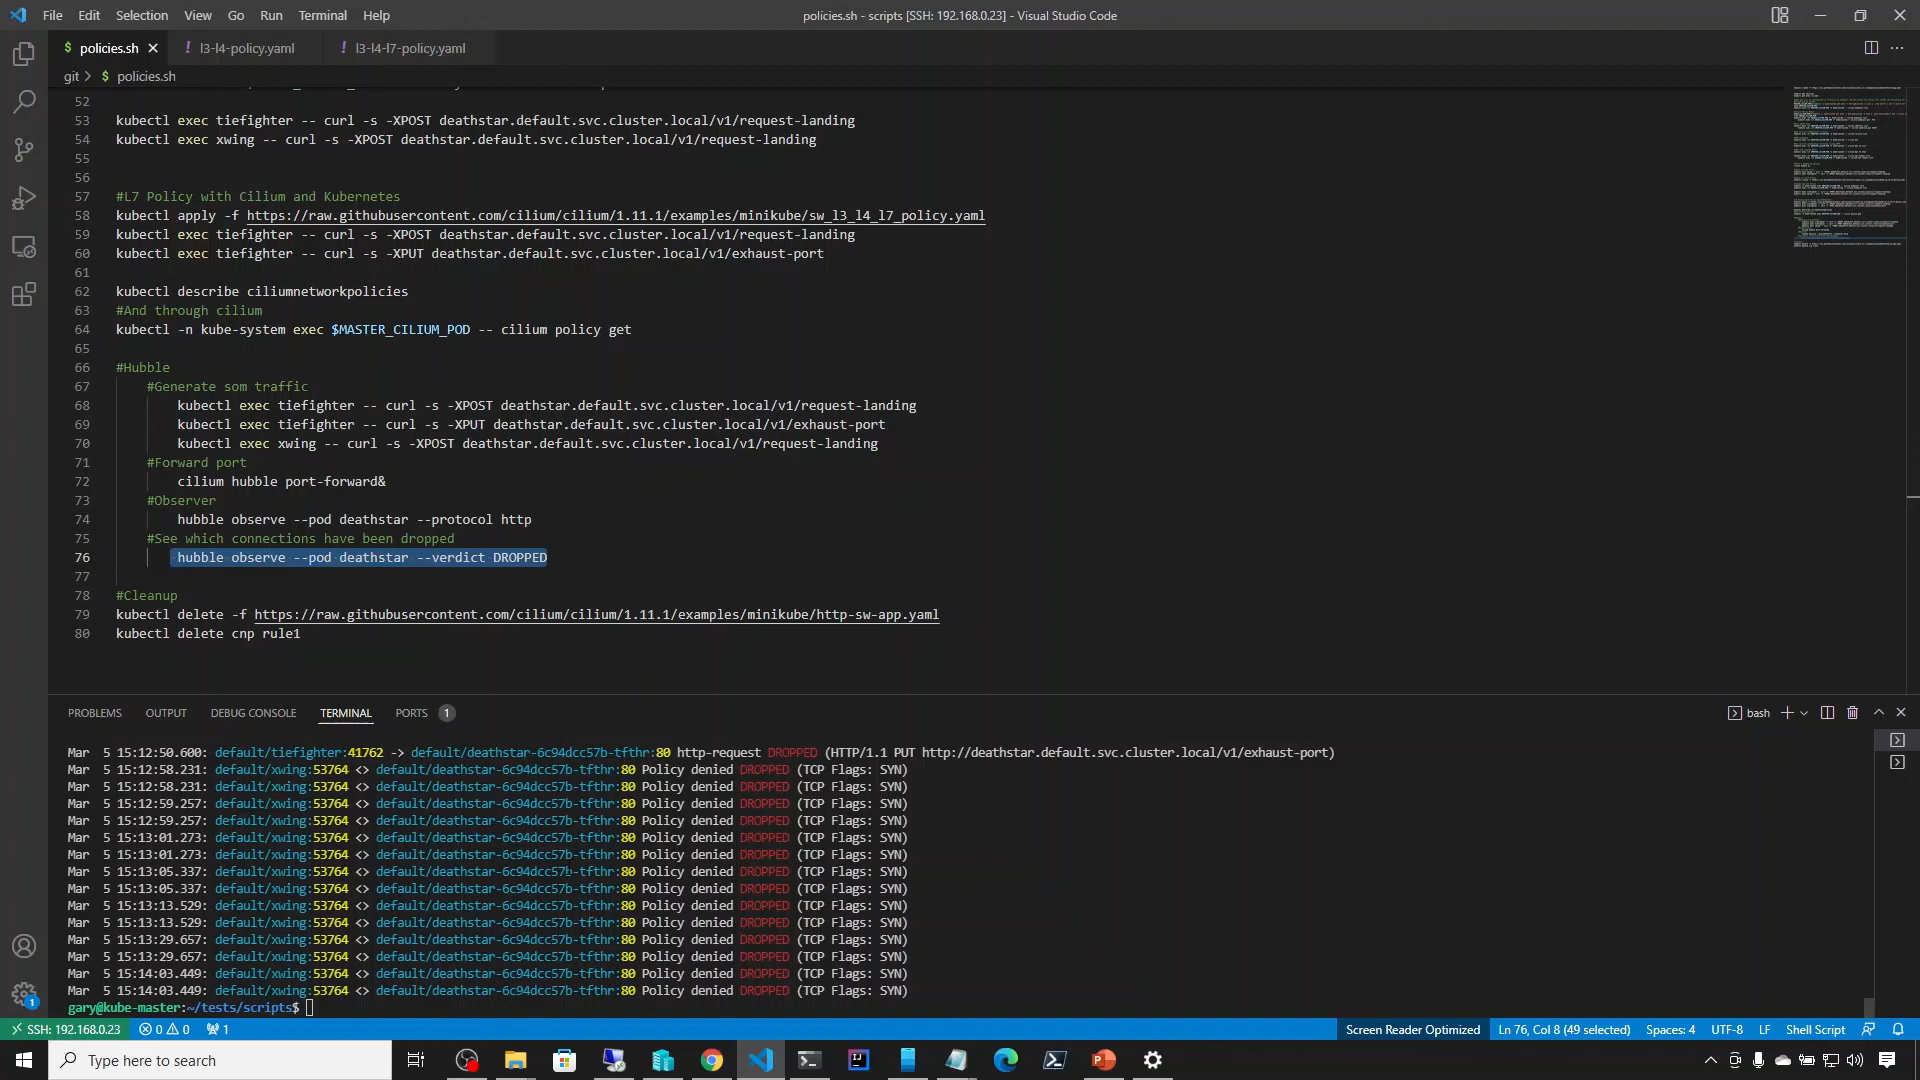 File Edit Selection View Go Run Terminal Help
policies.sh - scripts [SSH: 192.168.0.23] - Visual Studio Code
$ policies.sh ! l3-l4-policy.yaml ! l3-l4-l7-policy.yaml
git > $ policies.sh
52
53 kubectl exec tiefighter -- curl -s -XPOST deathstar.default.svc.cluster.local/v1/request-landing
54 kubectl exec xwing -- curl -s -XPOST deathstar.default.svc.cluster.local/v1/request-landing
55
56
57 #L7 Policy with Cilium and Kubernetes
58 kubectl apply -f https://raw.githubusercontent.com/cilium/cilium/1.11.1/examples/minikube/sw_l3_l4_l7_policy.yaml
59 kubectl exec tiefighter -- curl -s -XPOST deathstar.default.svc.cluster.local/v1/request-landing
60 kubectl exec tiefighter -- curl -s -XPUT deathstar.default.svc.cluster.local/v1/exhaust-port
61
62 kubectl describe ciliumnetworkpolicies
63 #And through cilium
64 kubectl -n kube-system exec $MASTER_CILIUM_POD -- cilium policy get
65
66 #Hubble
67 #Generate som traffic
68 kubectl exec tiefighter -- curl -s -XPOST deathstar.default.svc.cluster.local/v1/request-landing
69 kubectl exec tiefighter -- curl -s -XPUT deathstar.default.svc.cluster.local/v1/exhaust-port
70 kubectl exec xwing -- curl -s -XPOST deathstar.default.svc.cluster.local/v1/request-landing
71 #Forward port
72 cilium hubble port-forward&
73 #Observer
74 hubble observe --pod deathstar --protocol http
75 #See which connections have been dropped
76 hubble observe --pod deathstar --verdict DROPPED
77
78 #Cleanup
79 kubectl delete -f https://raw.githubusercontent.com/cilium/cilium/1.11.1/examples/minikube/http-sw-app.yaml
80 kubectl delete cnp rule1
PROBLEMS OUTPUT DEBUG CONSOLE TERMINAL PORTS 1
bash
Mar 5 15:12:50.600: default/tiefighter:41762 -> default/deathstar-6c94dcc57b-tfthr:80 http-request DROPPED (HTTP/1.1 PUT http://deathstar.default.svc.cluster.local/v1/exhaust-port)
Mar 5 15:12:58.231: default/xwing:53764 <> default/deathstar-6c94dcc57b-tfthr:80 Policy denied DROPPED (TCP Flags: SYN)
Mar 5 15:12:58.231: default/xwing:53764 <> default/deathstar-6c94dcc57b-tfthr:80 Policy denied DROPPED (TCP Flags: SYN)
Mar 5 15:12:59.257: default/xwing:53764 <> default/deathstar-6c94dcc57b-tfthr:80 Policy denied DROPPED (TCP Flags: SYN)
Mar 5 15:12:59.257: default/xwing:53764 <> default/deathstar-6c94dcc57b-tfthr:80 Policy denied DROPPED (TCP Flags: SYN)
Mar 5 15:13:01.273: default/xwing:53764 <> default/deathstar-6c94dcc57b-tfthr:80 Policy denied DROPPED (TCP Flags: SYN)
Mar 5 15:13:01.273: default/xwing:53764 <> default/deathstar-6c94dcc57b-tfthr:80 Policy denied DROPPED (TCP Flags: SYN)
Mar 5 15:13:05.337: default/xwing:53764 <> default/deathstar-6c94dcc57b-tfthr:80 Policy denied DROPPED (TCP Flags: SYN)
Mar 5 15:13:05.337: default/xwing:53764 <> default/deathstar-6c94dcc57b-tfthr:80 Policy denied DROPPED (TCP Flags: SYN)
Mar 5 15:13:13.529: default/xwing:53764 <> default/deathstar-6c94dcc57b-tfthr:80 Policy denied DROPPED (TCP Flags: SYN)
Mar 5 15:13:13.529: default/xwing:53764 <> default/deathstar-6c94dcc57b-tfthr:80 Policy denied DROPPED (TCP Flags: SYN)
Mar 5 15:13:29.657: default/xwing:53764 <> default/deathstar-6c94dcc57b-tfthr:80 Policy denied DROPPED (TCP Flags: SYN)
Mar 5 15:13:29.657: default/xwing:53764 <> default/deathstar-6c94dcc57b-tfthr:80 Policy denied DROPPED (TCP Flags: SYN)
Mar 5 15:14:03.449: default/xwing:53764 <> default/deathstar-6c94dcc57b-tfthr:80 Policy denied DROPPED (TCP Flags: SYN)
Mar 5 15:14:03.449: default/xwing:53764 <> default/deathstar-6c94dcc57b-tfthr:80 Policy denied DROPPED (TCP Flags: SYN)
gary@kube-master:~/tests/scripts$
1
SSH: 192.168.0.23 0 0 1 Screen Reader Optimized Ln 76, Col 8 (49 selected) Spaces: 4 UTF-8 LF Shell Script
Type here to search